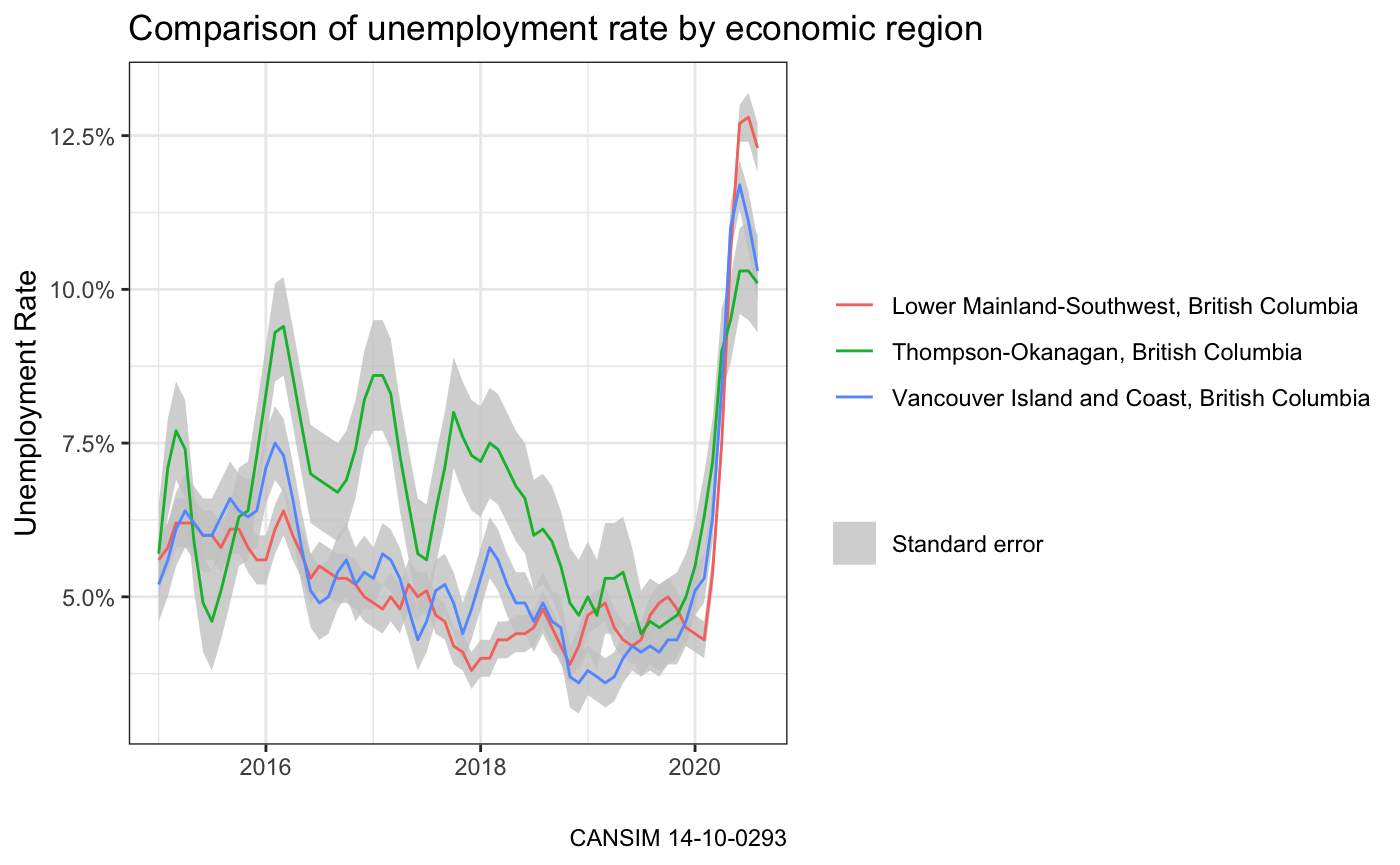 Comparison of unemployment rate by economic region
Unemployment Rate
12.5%
10.0%
7.5%
5.0%
2016
2018
2020
Lower Mainland-Southwest, British Columbia
Thompson-Okanagan, British Columbia
Vancouver Island and Coast, British Columbia
Standard error
CANSIM 14-10-0293